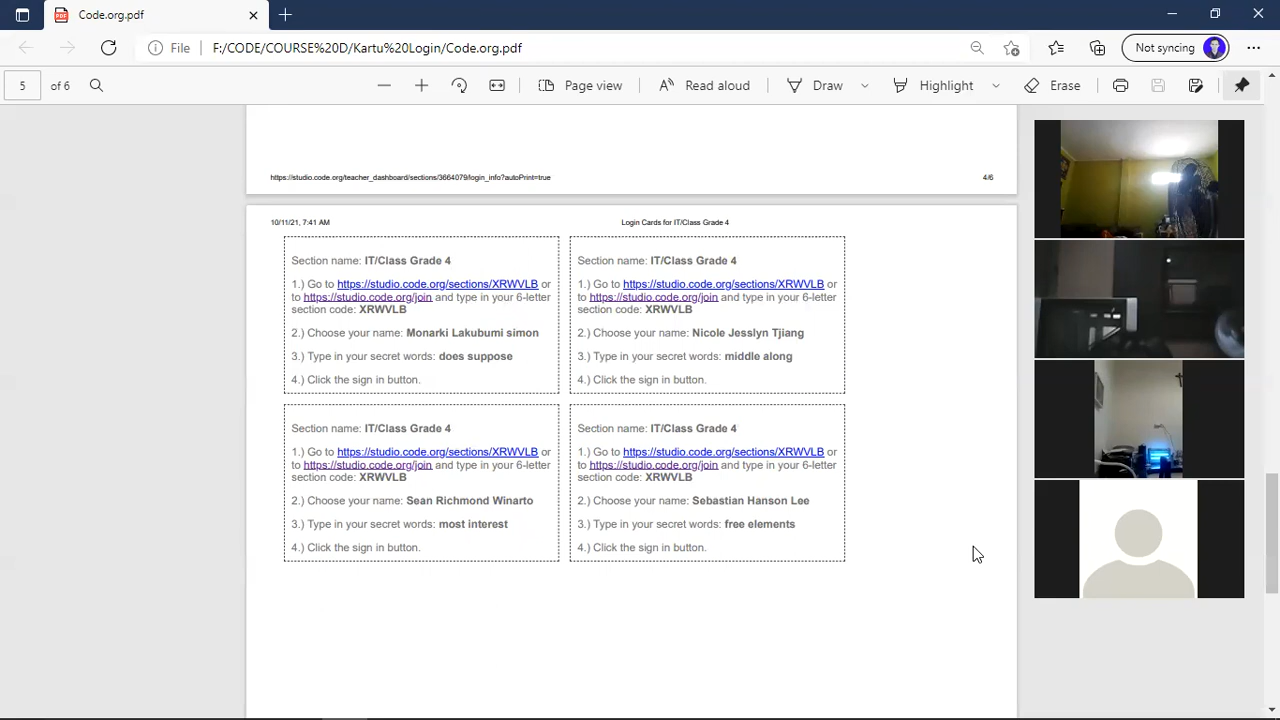 Code.org.pdf
File
F:/CODE/COURSE%20D/Kartu%20Login/Code.org.pdf
Not syncing
5
of 6
Page view
Read aloud
Draw
Highlight
Erase
https://studio.code.org/teacher_dashboard/sections/3664079/login_info?autoPrint=true
4/6
10/11/21, 7:41 AM
Login Cards for IT/Class Grade 4
Section name: IT/Class Grade 4
1.) Go to https://studio.code.org/sections/XRWVLB or
to https://studio.code.org/join and type in your 6-letter
section code: XRWVLB
2.) Choose your name: Monarki Lakubumi simon
3.) Type in your secret words: does suppose
4.) Click the sign in button.
Section name: IT/Class Grade 4
1.) Go to https://studio.code.org/sections/XRWVLB or
to https://studio.code.org/join and type in your 6-letter
section code: XRWVLB
2.) Choose your name: Nicole Jesslyn Tjiang
3.) Type in your secret words: middle along
4.) Click the sign in button.
Section name: IT/Class Grade 4
1.) Go to https://studio.code.org/sections/XRWVLB or
to https://studio.code.org/join and type in your 6-letter
section code: XRWVLB
2.) Choose your name: Sean Richmond Winarto
3.) Type in your secret words: most interest
4.) Click the sign in button.
Section name: IT/Class Grade 4
1.) Go to https://studio.code.org/sections/XRWVLB or
to https://studio.code.org/join and type in your 6-letter
section code: XRWVLB
2.) Choose your name: Sebastian Hanson Lee
3.) Type in your secret words: free elements
4.) Click the sign in button.